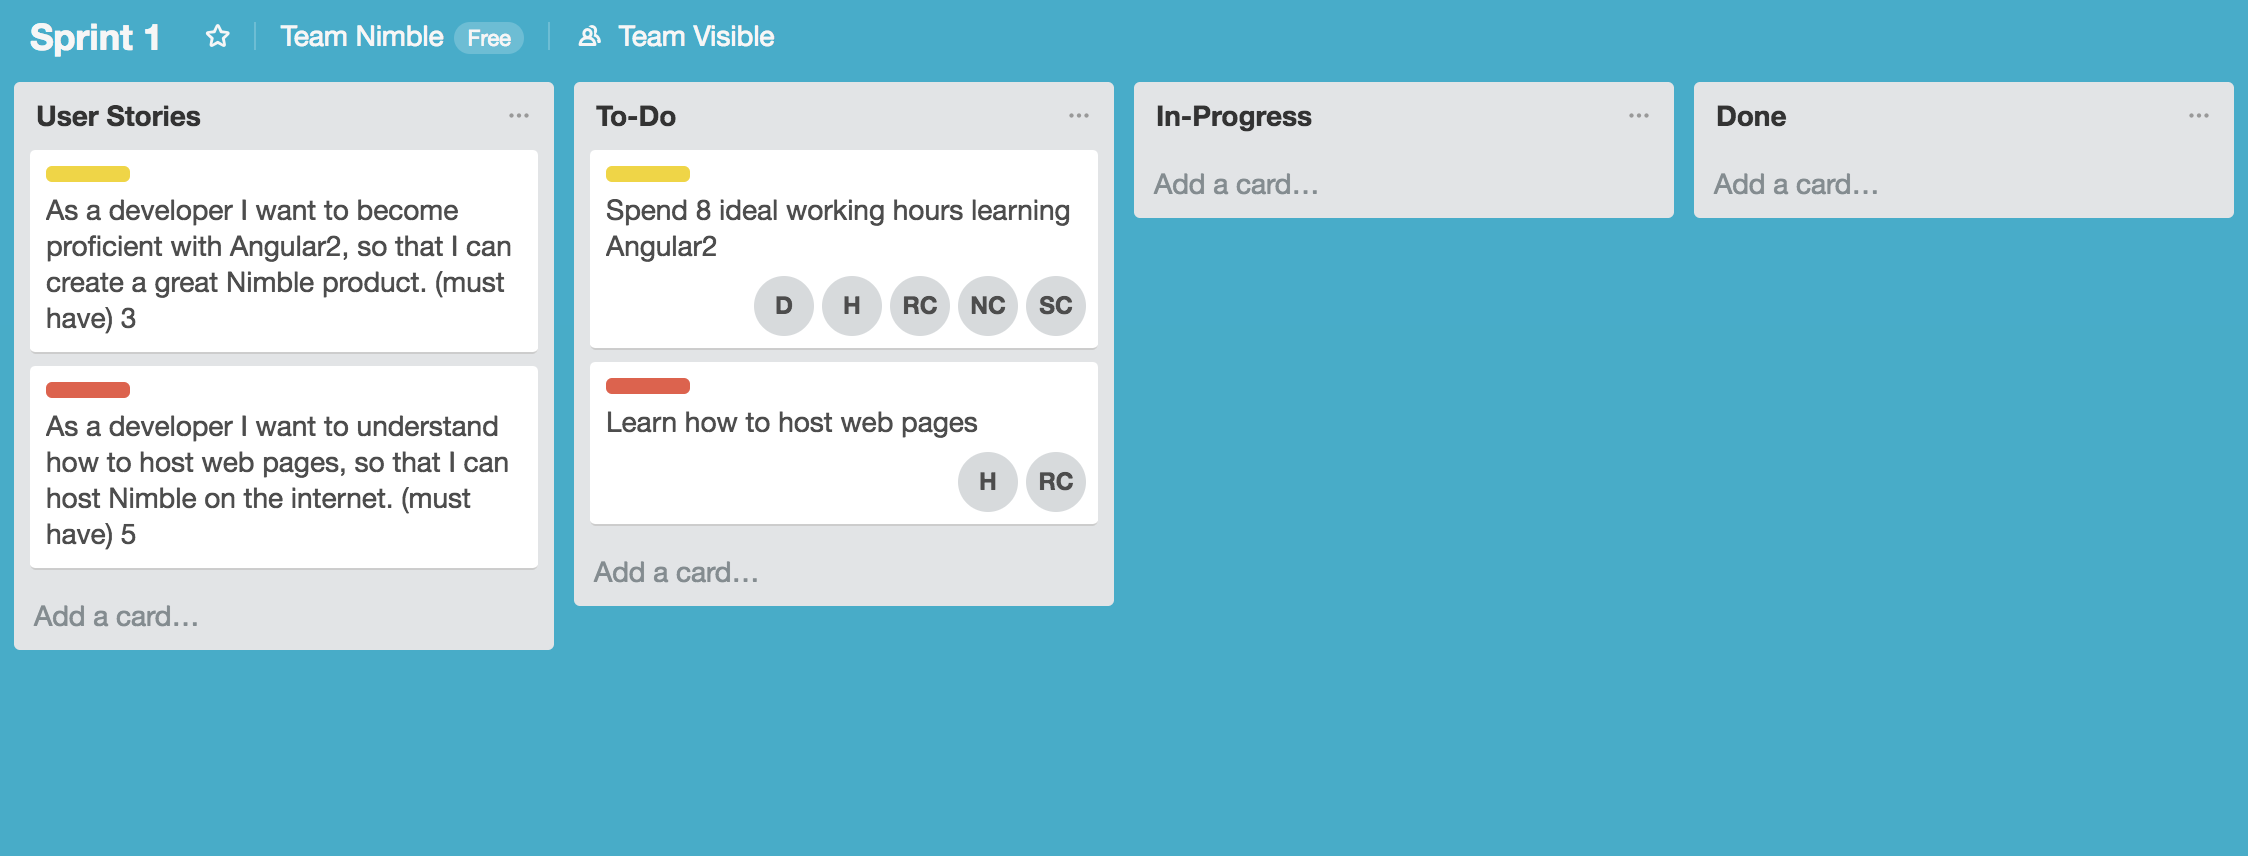 Sprint 1
Team Nimble Free
Team Visible
User Stories
As a developer I want to become
proficient with Angular2, so that I can
create a great Nimble product. (must
have) 3
As a developer I want to understand
how to host web pages, so that I can
host Nimble on the internet. (must
have) 5
Add a card…
To-Do
Spend 8 ideal working hours learning
Angular2
D H RC NC SC
Learn how to host web pages
H RC
Add a card…
In-Progress
Add a card…
Done
Add a card…